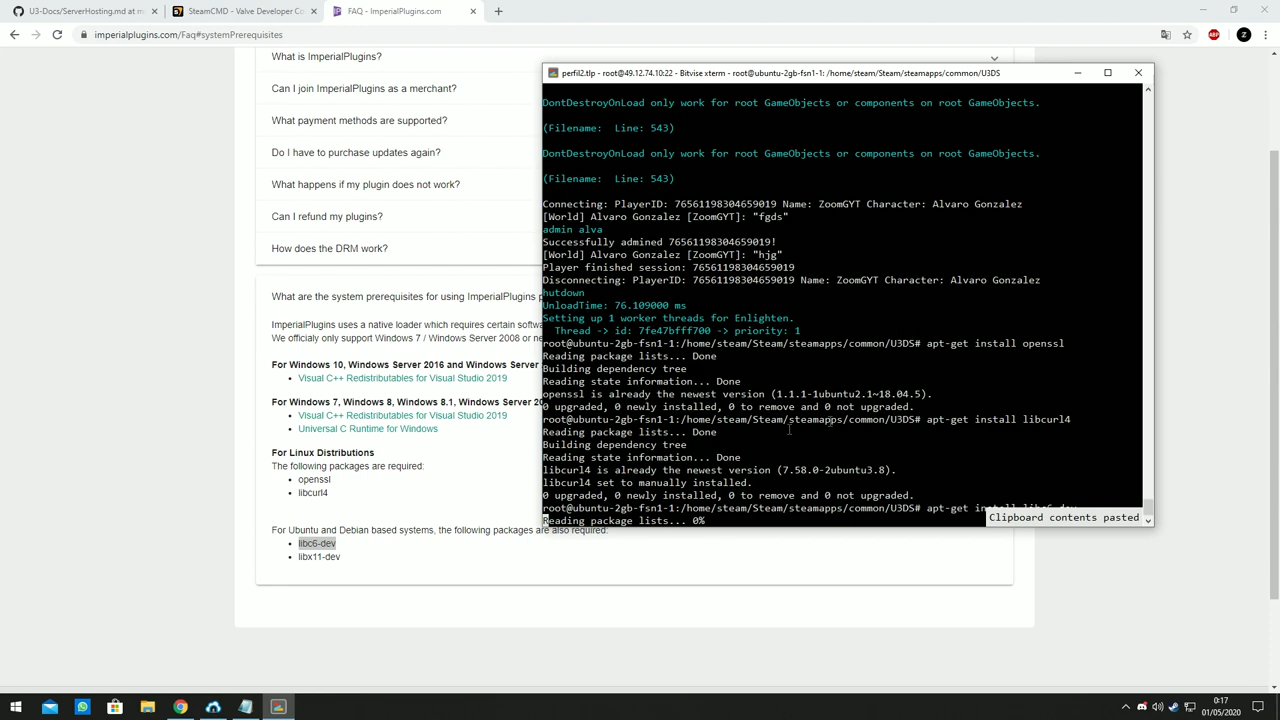 U3-Docs/ServerHosting.md at m
SteamCMD - Valve Developer Co
FAQ - ImperialPlugins.com
imperialplugins.com/Faq#systemPrerequisites
What is ImperialPlugins?
Can I join ImperialPlugins as a merchant?
What payment methods are supported?
Do I have to purchase updates again?
What happens if my plugin does not work?
Can I refund my plugins?
How does the DRM work?
What are the system prerequisites for using ImperialPlugins p
ImperialPlugins uses a native loader which requires certain softw
We officialy only support Windows 7 / Windows Server 2008 or ne
For Windows 10, Windows Server 2016 and Windows Server
Visual C++ Redistributables for Visual Studio 2019
For Windows 7, Windows 8, Windows 8.1, Windows Server 20
Visual C++ Redistributables for Visual Studio 2019
Universal C Runtime for Windows
For Linux Distributions
The following packages are required:
openssl
libcurl4
For Ubuntu and Debian based systems, the following packages are also required:
libc6-dev
libx11-dev
perfil2.tlp - root@49.12.74.10:22 - Bitvise xterm - root@ubuntu-2gb-fsn1-1: /home/steam/Steam/steamapps/common/U3DS
DontDestroyOnLoad only work for root GameObjects or components on root GameObjects.
(Filename:  Line: 543)
DontDestroyOnLoad only work for root GameObjects or components on root GameObjects.
(Filename:  Line: 543)
Connecting: PlayerID: 76561198304659019 Name: ZoomGYT Character: Alvaro Gonzalez
[World] Alvaro Gonzalez [ZoomGYT]: "fgds"
admin alva
Successfully admined 76561198304659019!
[World] Alvaro Gonzalez [ZoomGYT]: "hjg"
Player finished session: 76561198304659019
Disconnecting: PlayerID: 76561198304659019 Name: ZoomGYT Character: Alvaro Gonzalez
hutdown
UnloadTime: 76.109000 ms
Setting up 1 worker threads for Enlighten.
Thread -> id: 7fe47bfff700 -> priority: 1
root@ubuntu-2gb-fsn1-1:/home/steam/Steam/steamapps/common/U3DS# apt-get install openssl
Reading package lists... Done
Building dependency tree
Reading state information... Done
openssl is already the newest version (1.1.1-1ubuntu2.1~18.04.5).
0 upgraded, 0 newly installed, 0 to remove and 0 not upgraded.
root@ubuntu-2gb-fsn1-1:/home/steam/Steam/steamapps/common/U3DS# apt-get install libcurl4
Reading package lists... Done
Building dependency tree
Reading state information... Done
libcurl4 is already the newest version (7.58.0-2ubuntu3.8).
libcurl4 set to manually installed.
0 upgraded, 0 newly installed, 0 to remove and 0 not upgraded.
root@ubuntu-2gb-fsn1-1:/home/steam/Steam/steamapps/common/U3DS# apt-get install libc6-dev
Reading package lists... 0%
Clipboard contents pasted
0:17
01/05/2020